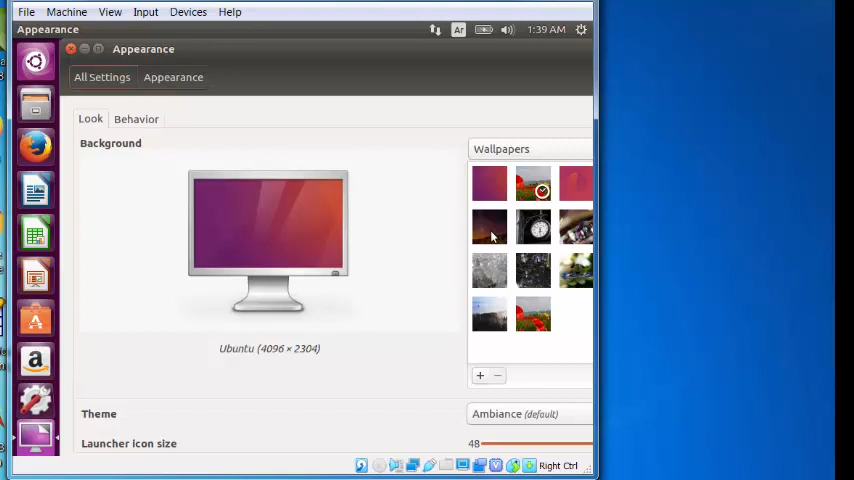 File Machine View Input Devices Help
Appearance Ar 1:39 AM
Appearance
All Settings Appearance
Look Behavior
Background
Wallpapers
Ubuntu (4096 × 2304)
+ −
Theme
Ambiance (default)
Launcher icon size
48
Right Ctrl